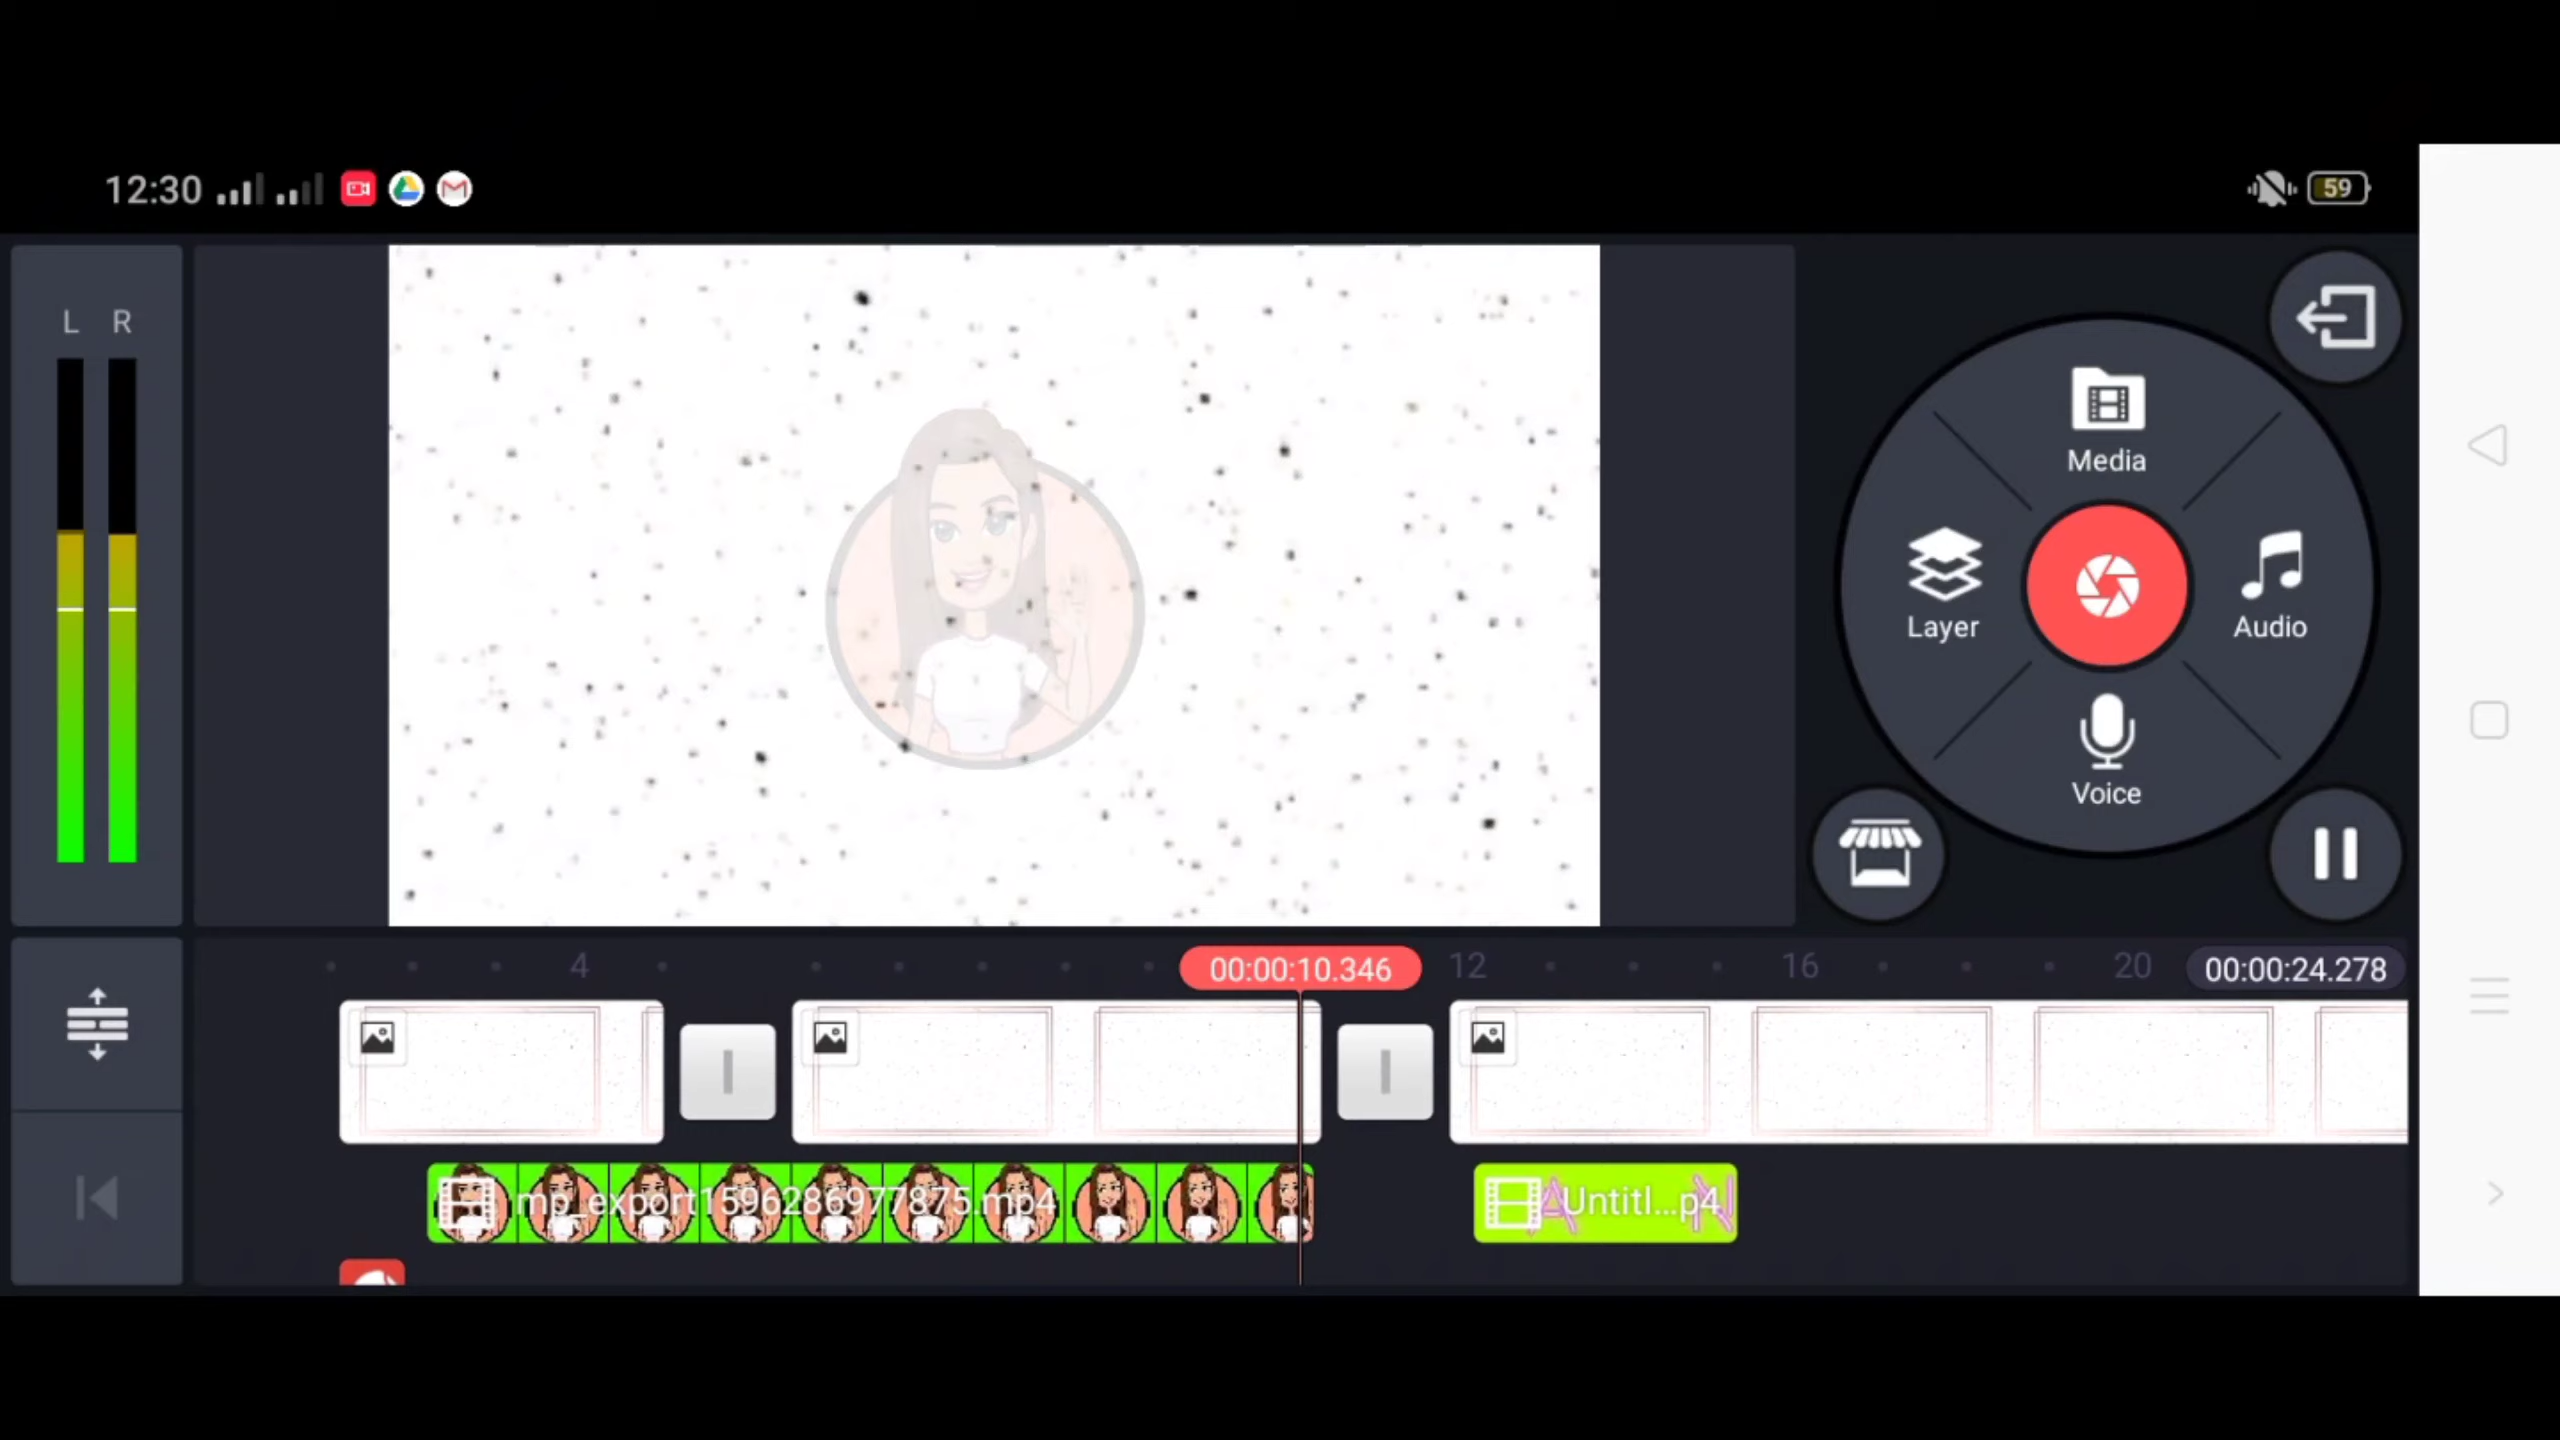 12:30
59
L R
Media
Layer
Audio
Voice
4
00:00:10.346
12
16
20
00:00:24.278
mp_export1596286977875.mp4
Untitl...p4